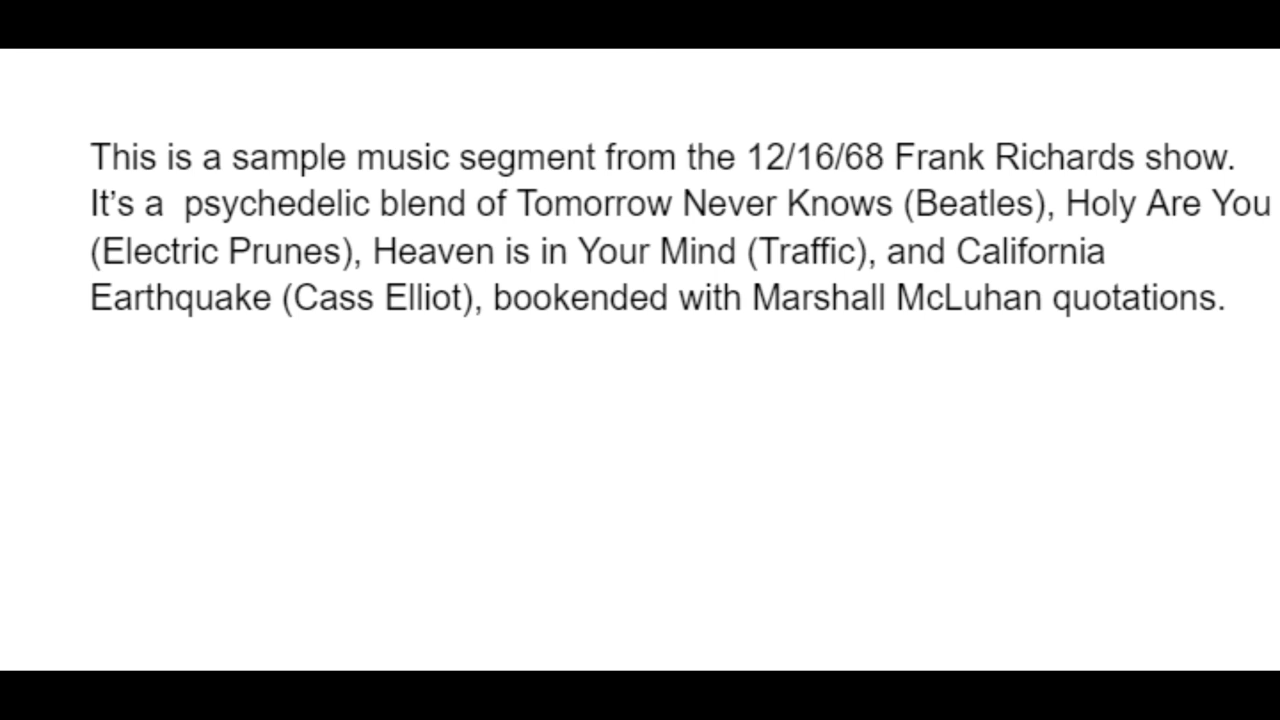 This is a sample music segment from the 12/16/68 Frank Richards show.
It’s a  psychedelic blend of Tomorrow Never Knows (Beatles), Holy Are You
(Electric Prunes), Heaven is in Your Mind (Traffic), and California
Earthquake (Cass Elliot), bookended with Marshall McLuhan quotations.